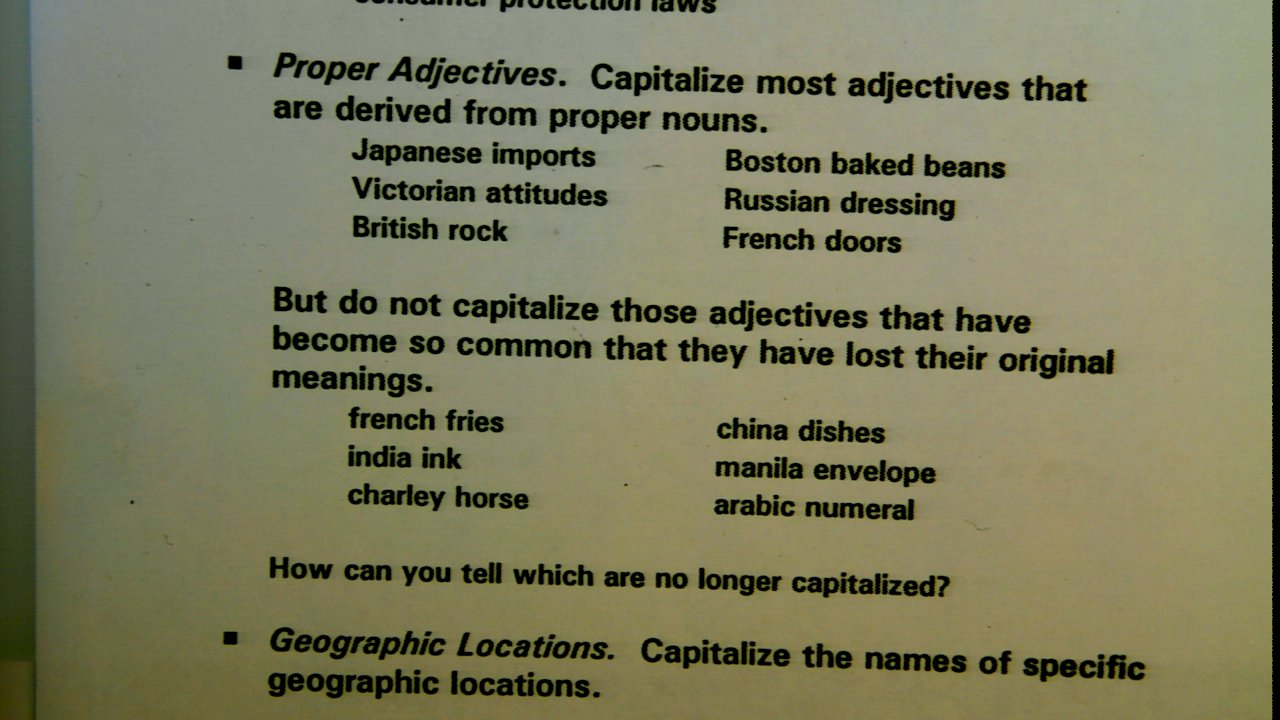 consumer protection laws
▪ Proper Adjectives. Capitalize most adjectives that
are derived from proper nouns.
Japanese imports Boston baked beans
Victorian attitudes Russian dressing
British rock French doors
But do not capitalize those adjectives that have
become so common that they have lost their original
meanings.
french fries china dishes
india ink manila envelope
charley horse arabic numeral
How can you tell which are no longer capitalized?
▪ Geographic Locations. Capitalize the names of specific
geographic locations.